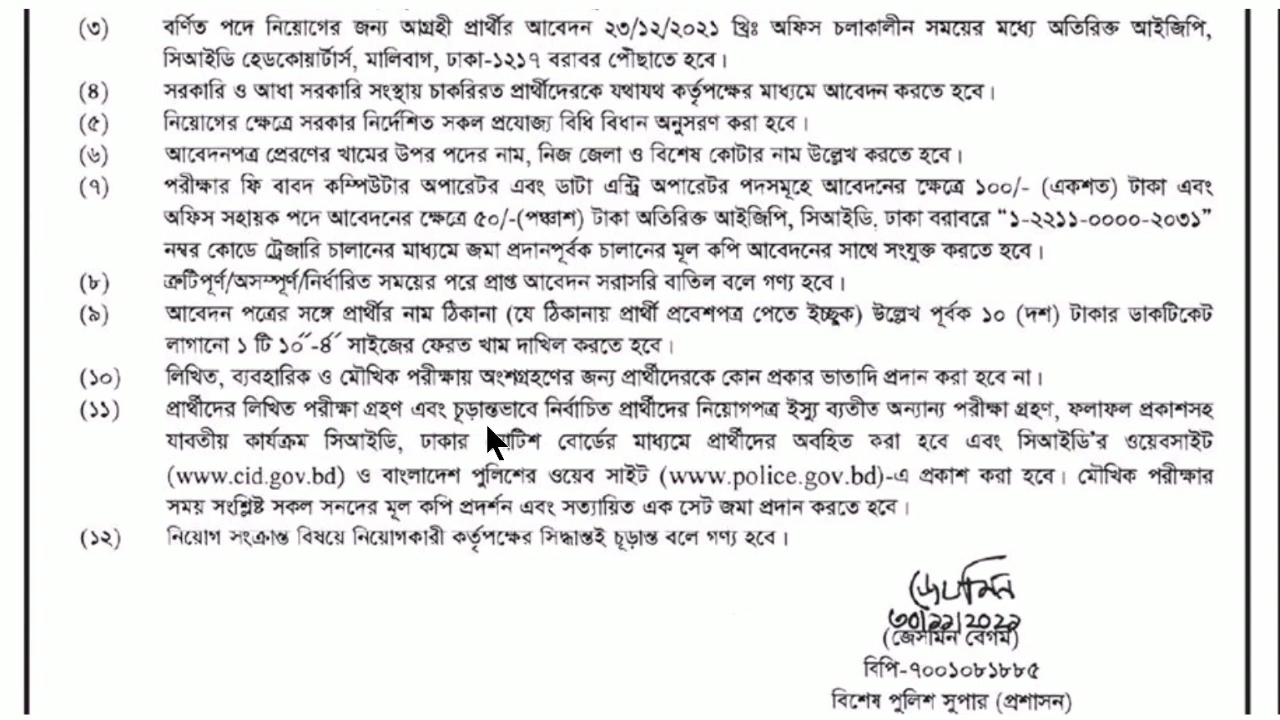 (৩) বর্ণিত পদে নিয়োগের জন্য আগ্রহী প্রার্থীর আবেদন ২৩/১২/২০২১ খ্রিঃ অফিস চলাকালীন সময়ের মধ্যে অতিরিক্ত আইজিপি,
সিআইডি হেডকোয়ার্টার্স, মালিবাগ, ঢাকা-১২১৭ বরাবর পৌঁছাতে হবে।
(৪) সরকারি ও আধা সরকারি সংস্থায় চাকরিরত প্রার্থীদেরকে যথাযথ কর্তৃপক্ষের মাধ্যমে আবেদন করতে হবে।
(৫) নিয়োগের ক্ষেত্রে সরকার নির্দেশিত সকল প্রযোজ্য বিধি বিধান অনুসরণ করা হবে।
(৬) আবেদনপত্র প্রেরণের খামের উপর পদের নাম, নিজ জেলা ও বিশেষ কোটার নাম উল্লেখ করতে হবে।
(৭) পরীক্ষার ফি বাবদ কম্পিউটার অপারেটর এবং ডাটা এন্ট্রি অপারেটর পদসমূহে আবেদনের ক্ষেত্রে ১০০/- (একশত) টাকা এবং
অফিস সহায়ক পদে আবেদনের ক্ষেত্রে ৫০/-(পঞ্চাশ) টাকা অতিরিক্ত আইজিপি, সিআইডি, ঢাকা বরাবরে “১-২২১১-০০০০-২০৩১”
নম্বর কোডে ট্রেজারি চালানের মাধ্যমে জমা প্রদানপূর্বক চালানের মূল কপি আবেদনের সাথে সংযুক্ত করতে হবে।
(৮) ত্রুটিপূর্ণ/অসম্পূর্ণ/নির্ধারিত সময়ের পরে প্রাপ্ত আবেদন সরাসরি বাতিল বলে গণ্য হবে।
(৯) আবেদন পত্রের সঙ্গে প্রার্থীর নাম ঠিকানা (যে ঠিকানায় প্রার্থী প্রবেশপত্র পেতে ইচ্ছুক) উল্লেখ পূর্বক ১০ (দশ) টাকার ডাকটিকেট
লাগানো ১ টি ১০˝-৪˝ সাইজের ফেরত খাম দাখিল করতে হবে।
(১০) লিখিত, ব্যবহারিক ও মৌখিক পরীক্ষায় অংশগ্রহণের জন্য প্রার্থীদেরকে কোন প্রকার ভাতাদি প্রদান করা হবে না।
(১১) প্রার্থীদের লিখিত পরীক্ষা গ্রহণ এবং চূড়ান্তভাবে নির্বাচিত প্রার্থীদের নিয়োগপত্র ইস্যু ব্যতীত অন্যান্য পরীক্ষা গ্রহণ, ফলাফল প্রকাশসহ
যাবতীয় কার্যক্রম সিআইডি, ঢাকার বোর্ডের মাধ্যমে প্রার্থীদের অবহিত করা হবে এবং সিআইডি'র ওয়েবসাইট
(www.cid.gov.bd) ও বাংলাদেশ পুলিশের ওয়েব সাইট (www.police.gov.bd)-এ প্রকাশ করা হবে। মৌখিক পরীক্ষার
সময় সংশ্লিষ্ট সকল সনদের মূল কপি প্রদর্শন এবং সত্যায়িত এক সেট জমা প্রদান করতে হবে।
(১২) নিয়োগ সংক্রান্ত বিষয়ে নিয়োগকারী কর্তৃপক্ষের সিদ্ধান্তই চূড়ান্ত বলে গণ্য হবে।
৩০/১১/২০২১
(জেসমিন বেগম)
বিপি-৭০০১০৮১৮৮৫
বিশেষ পুলিশ সুপার (প্রশাসন)